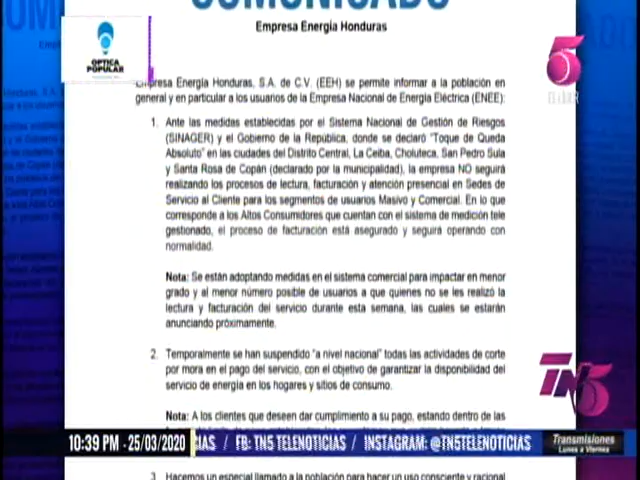 COMUNICADO
Empresa Energía Honduras
OPTICA
POPULAR
5
Empresa Energía Honduras, S.A. de C.V. (EEH) se permite informar a la población en
general y en particular a los usuarios de la Empresa Nacional de Energía Eléctrica (ENEE):
1. Ante las medidas establecidas por el Sistema Nacional de Gestión de Riesgos
(SINAGER) y el Gobierno de la República, donde se declaró "Toque de Queda
Absoluto" en las ciudades del Distrito Central, La Ceiba, Choluteca, San Pedro Sula
y Santa Rosa de Copán (declarado por la municipalidad), la empresa NO seguirá
realizando los procesos de lectura, facturación y atención presencial en Sedes de
Servicio al Cliente para los segmentos de usuarios Masivo y Comercial. En lo que
corresponde a los Altos Consumidores que cuentan con el sistema de medición tele
gestionado, el proceso de facturación está asegurado y seguirá operando con
normalidad.
Nota: Se están adoptando medidas en el sistema comercial para impactar en menor
grado y al menor número posible de usuarios a que quienes no se les realizó la
lectura y facturación del servicio durante esta semana, las cuales se estarán
anunciando próximamente.
2. Temporalmente se han suspendido "a nivel nacional" todas las actividades de corte
por mora en el pago del servicio, con el objetivo de garantizar la disponibilidad del
servicio de energía en los hogares y sitios de consumo.
Nota: A los clientes que deseen dar cumplimiento a su pago, estando dentro de las
TN5
10:39 PM - 25/03/2020 CIAS / FB: TN5 TELENOTICIAS / INSTAGRAM: @TN5TELENOTICIAS
Transmisiones
Lunes a Viernes
3. Hacemos un especial llamado a la población para hacer un uso consciente y racional